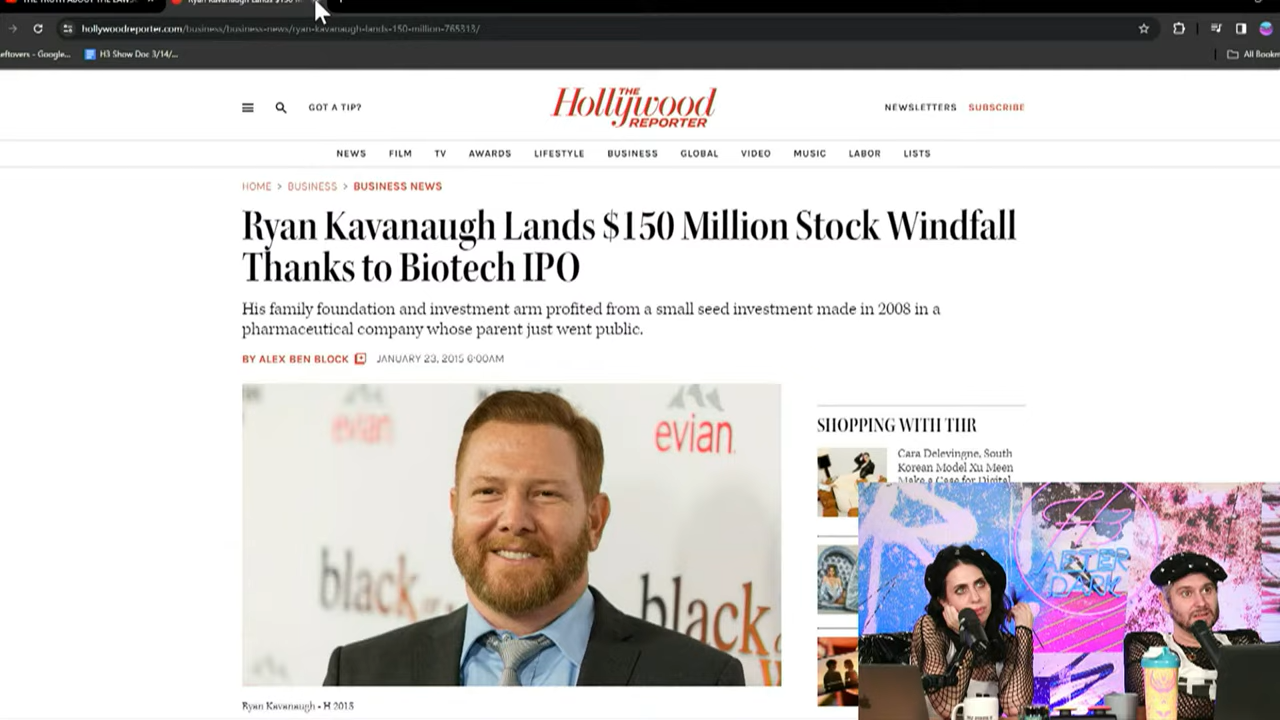 THE TRUTH ABOUT THE LAWS
Ryan Kavanaugh Lands $150 M
hollywoodreporter.com/business/business-news/ryan-kavanaugh-lands-150-million-765313/
eftovers - Google...
H3 Show Doc 3/14/...
All Bookm
GOT A TIP?
THE
Hollywood
REPORTER
NEWSLETTERS
SUBSCRIBE
NEWS FILM TV AWARDS LIFESTYLE BUSINESS GLOBAL VIDEO MUSIC LABOR LISTS
HOME > BUSINESS > BUSINESS NEWS
Ryan Kavanaugh Lands $150 Million Stock Windfall
Thanks to Biotech IPO
His family foundation and investment arm profited from a small seed investment made in 2008 in a
pharmaceutical company whose parent just went public.
BY ALEX BEN BLOCK JANUARY 23, 2015 6:00AM
evian
evian.
black
black
SHOPPING WITH THR
Cara Delevingne, South
Korean Model Xu Meen
Make a Case for Digital
H3
AFTER
DARK
Ryan Kavanaugh - H 2015